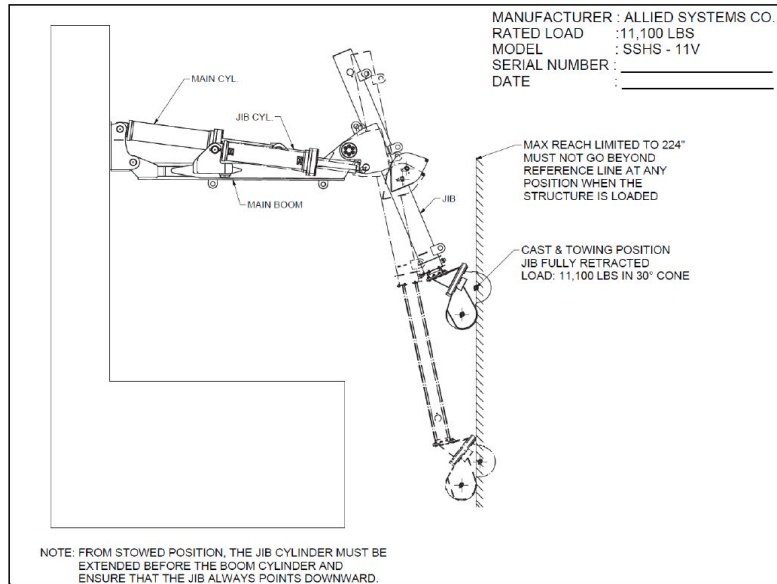 MANUFACTURER : ALLIED SYSTEMS CO.
RATED LOAD :11,100 LBS
MODEL : SSHS - 11V
SERIAL NUMBER :
DATE :
MAIN CYL.
JIB CYL.
MAX REACH LIMITED TO 224"
MUST NOT GO BEYOND
REFERENCE LINE AT ANY
POSITION WHEN THE
STRUCTURE IS LOADED
MAIN BOOM
JIB
CAST & TOWING POSITION
JIB FULLY RETRACTED
LOAD: 11,100 LBS IN 30° CONE
NOTE: FROM STOWED POSITION, THE JIB CYLINDER MUST BE
EXTENDED BEFORE THE BOOM CYLINDER AND
ENSURE THAT THE JIB ALWAYS POINTS DOWNWARD.